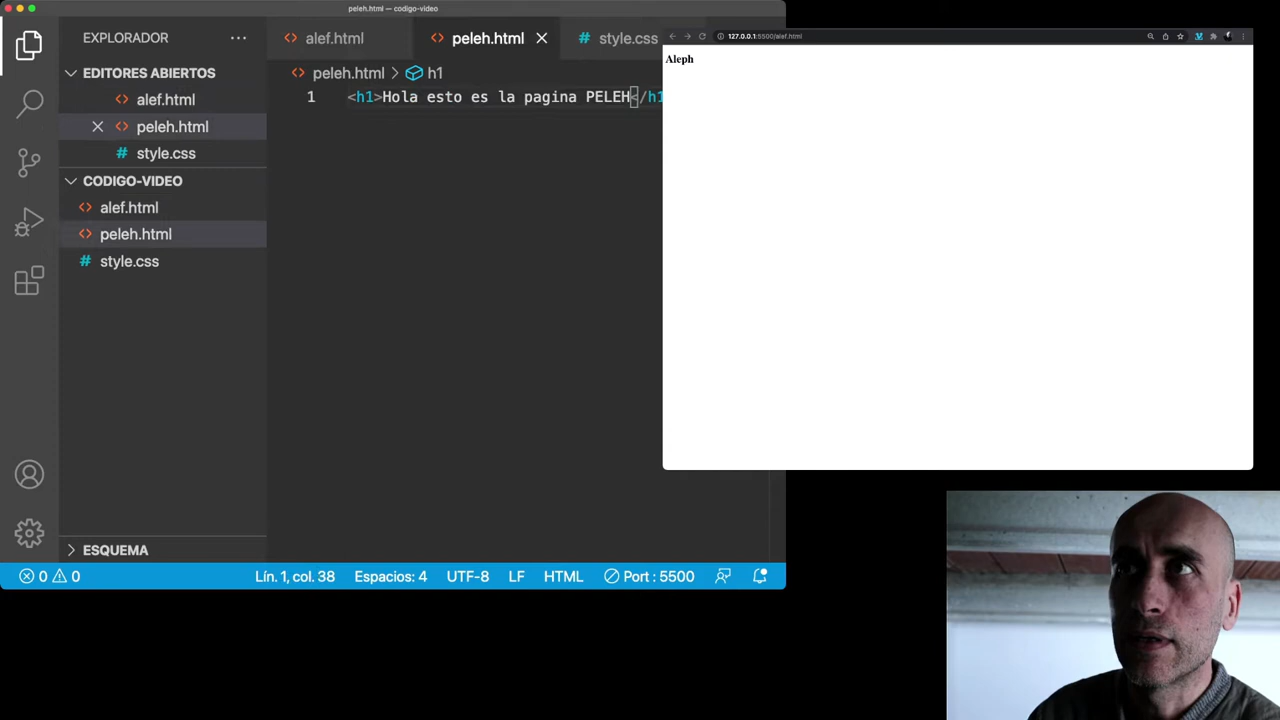 peleh.html — codigo-video
EXPLORADOR
EDITORES ABIERTOS
alef.html
peleh.html
style.css
CODIGO-VIDEO
alef.html
peleh.html
style.css
ESQUEMA
alef.html
peleh.html
style.css
peleh.html > h1
1 <h1>Hola esto es la pagina PELEH</h1
0 0
Lín. 1, col. 38
Espacios: 4
UTF-8
LF
HTML
Port : 5500
127.0.0.1:5500/alef.html
Aleph